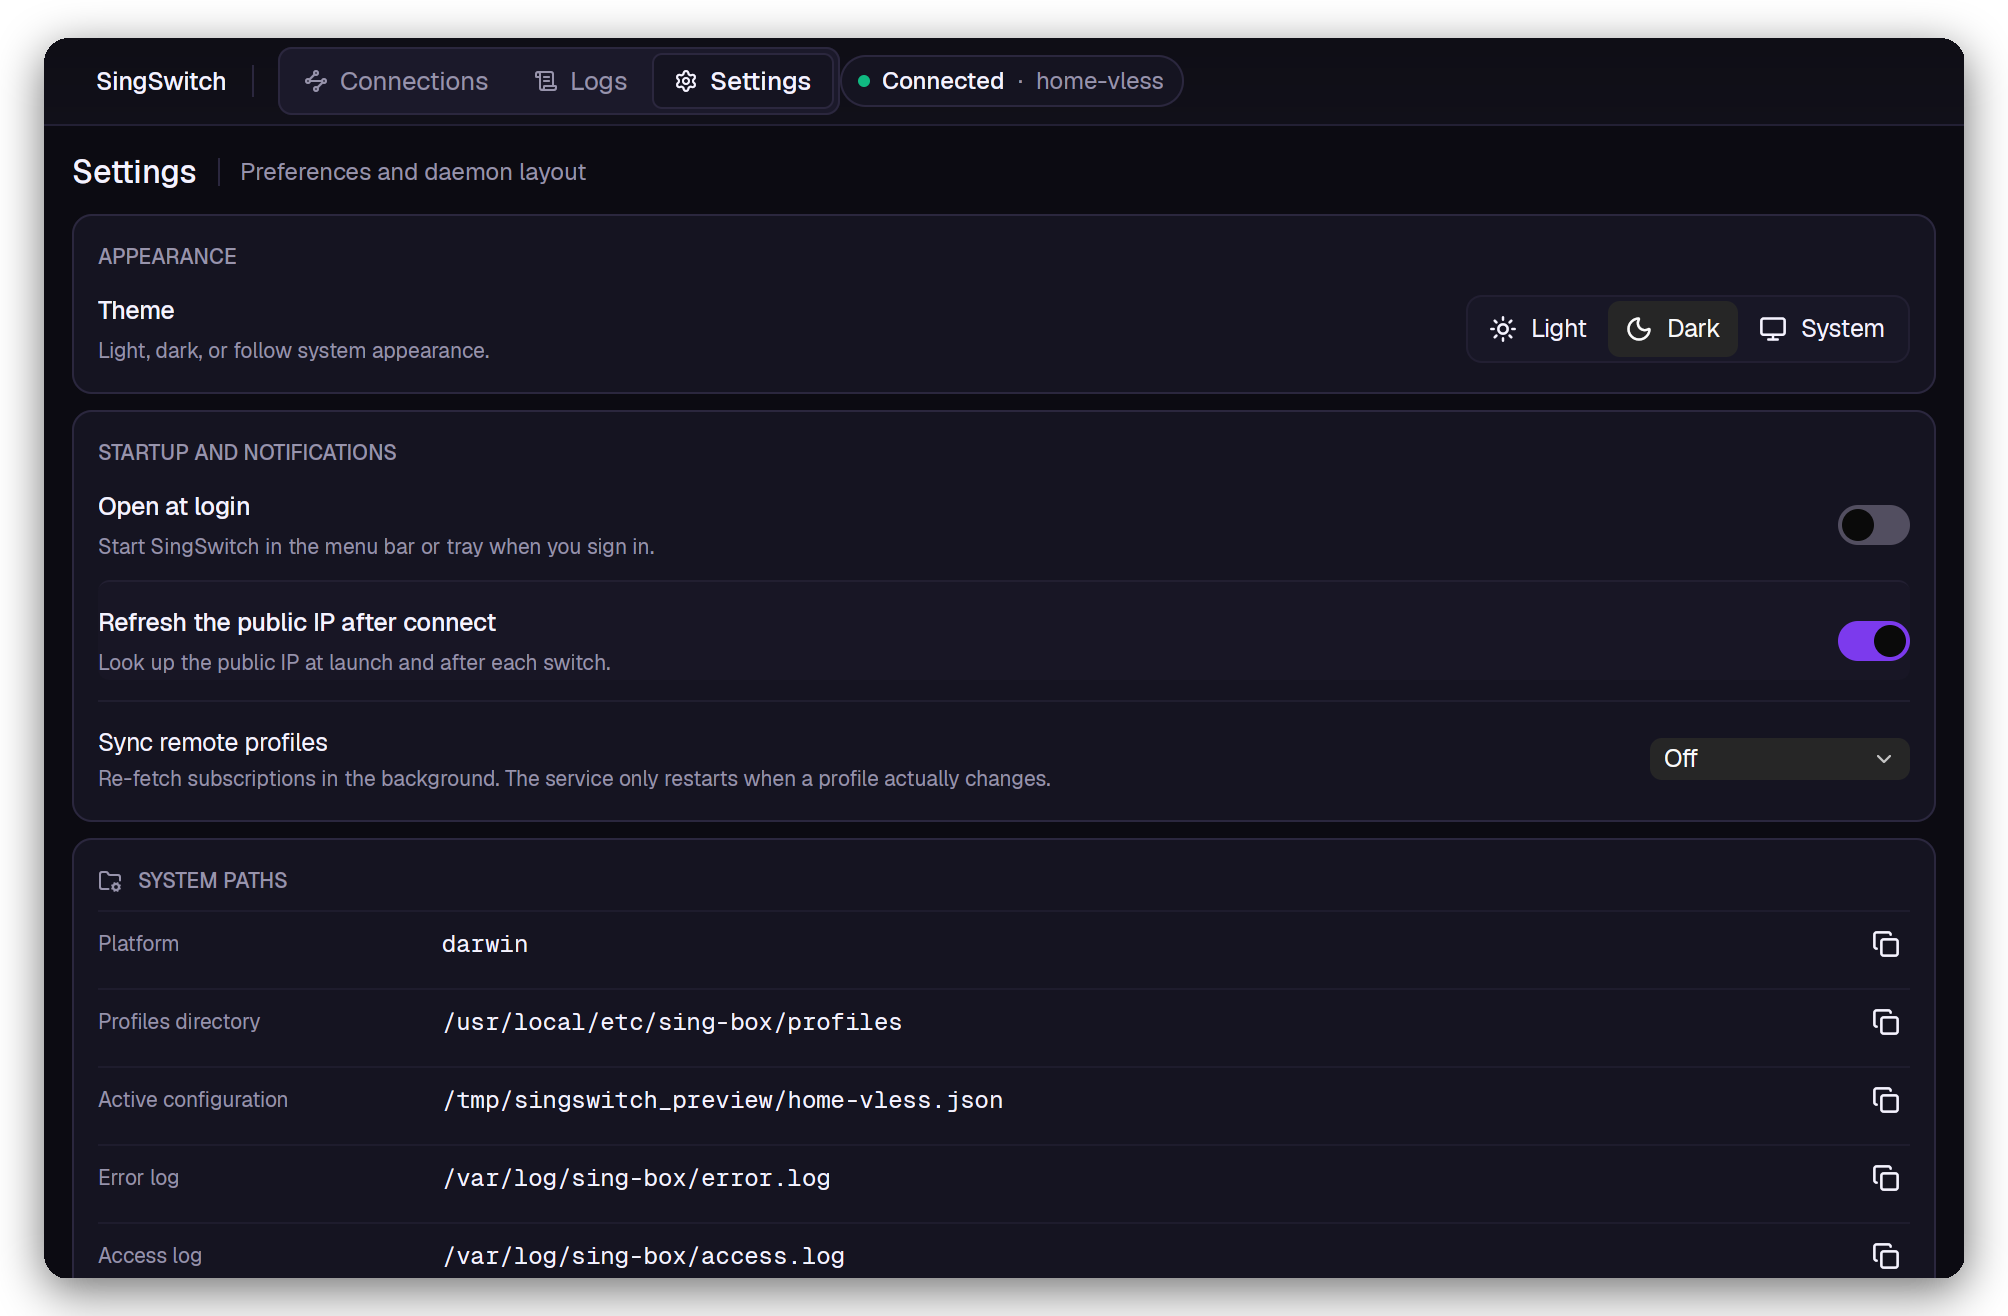 SingSwitch Connections Logs Settings Connected · home-vless
Settings Preferences and daemon layout
APPEARANCE
Theme
Light, dark, or follow system appearance.
Light Dark System
STARTUP AND NOTIFICATIONS
Open at login
Start SingSwitch in the menu bar or tray when you sign in.
Refresh the public IP after connect
Look up the public IP at launch and after each switch.
Sync remote profiles
Re-fetch subscriptions in the background. The service only restarts when a profile actually changes.
Off
SYSTEM PATHS
Platform darwin
Profiles directory /usr/local/etc/sing-box/profiles
Active configuration /tmp/singswitch_preview/home-vless.json
Error log /var/log/sing-box/error.log
Access log /var/log/sing-box/access.log